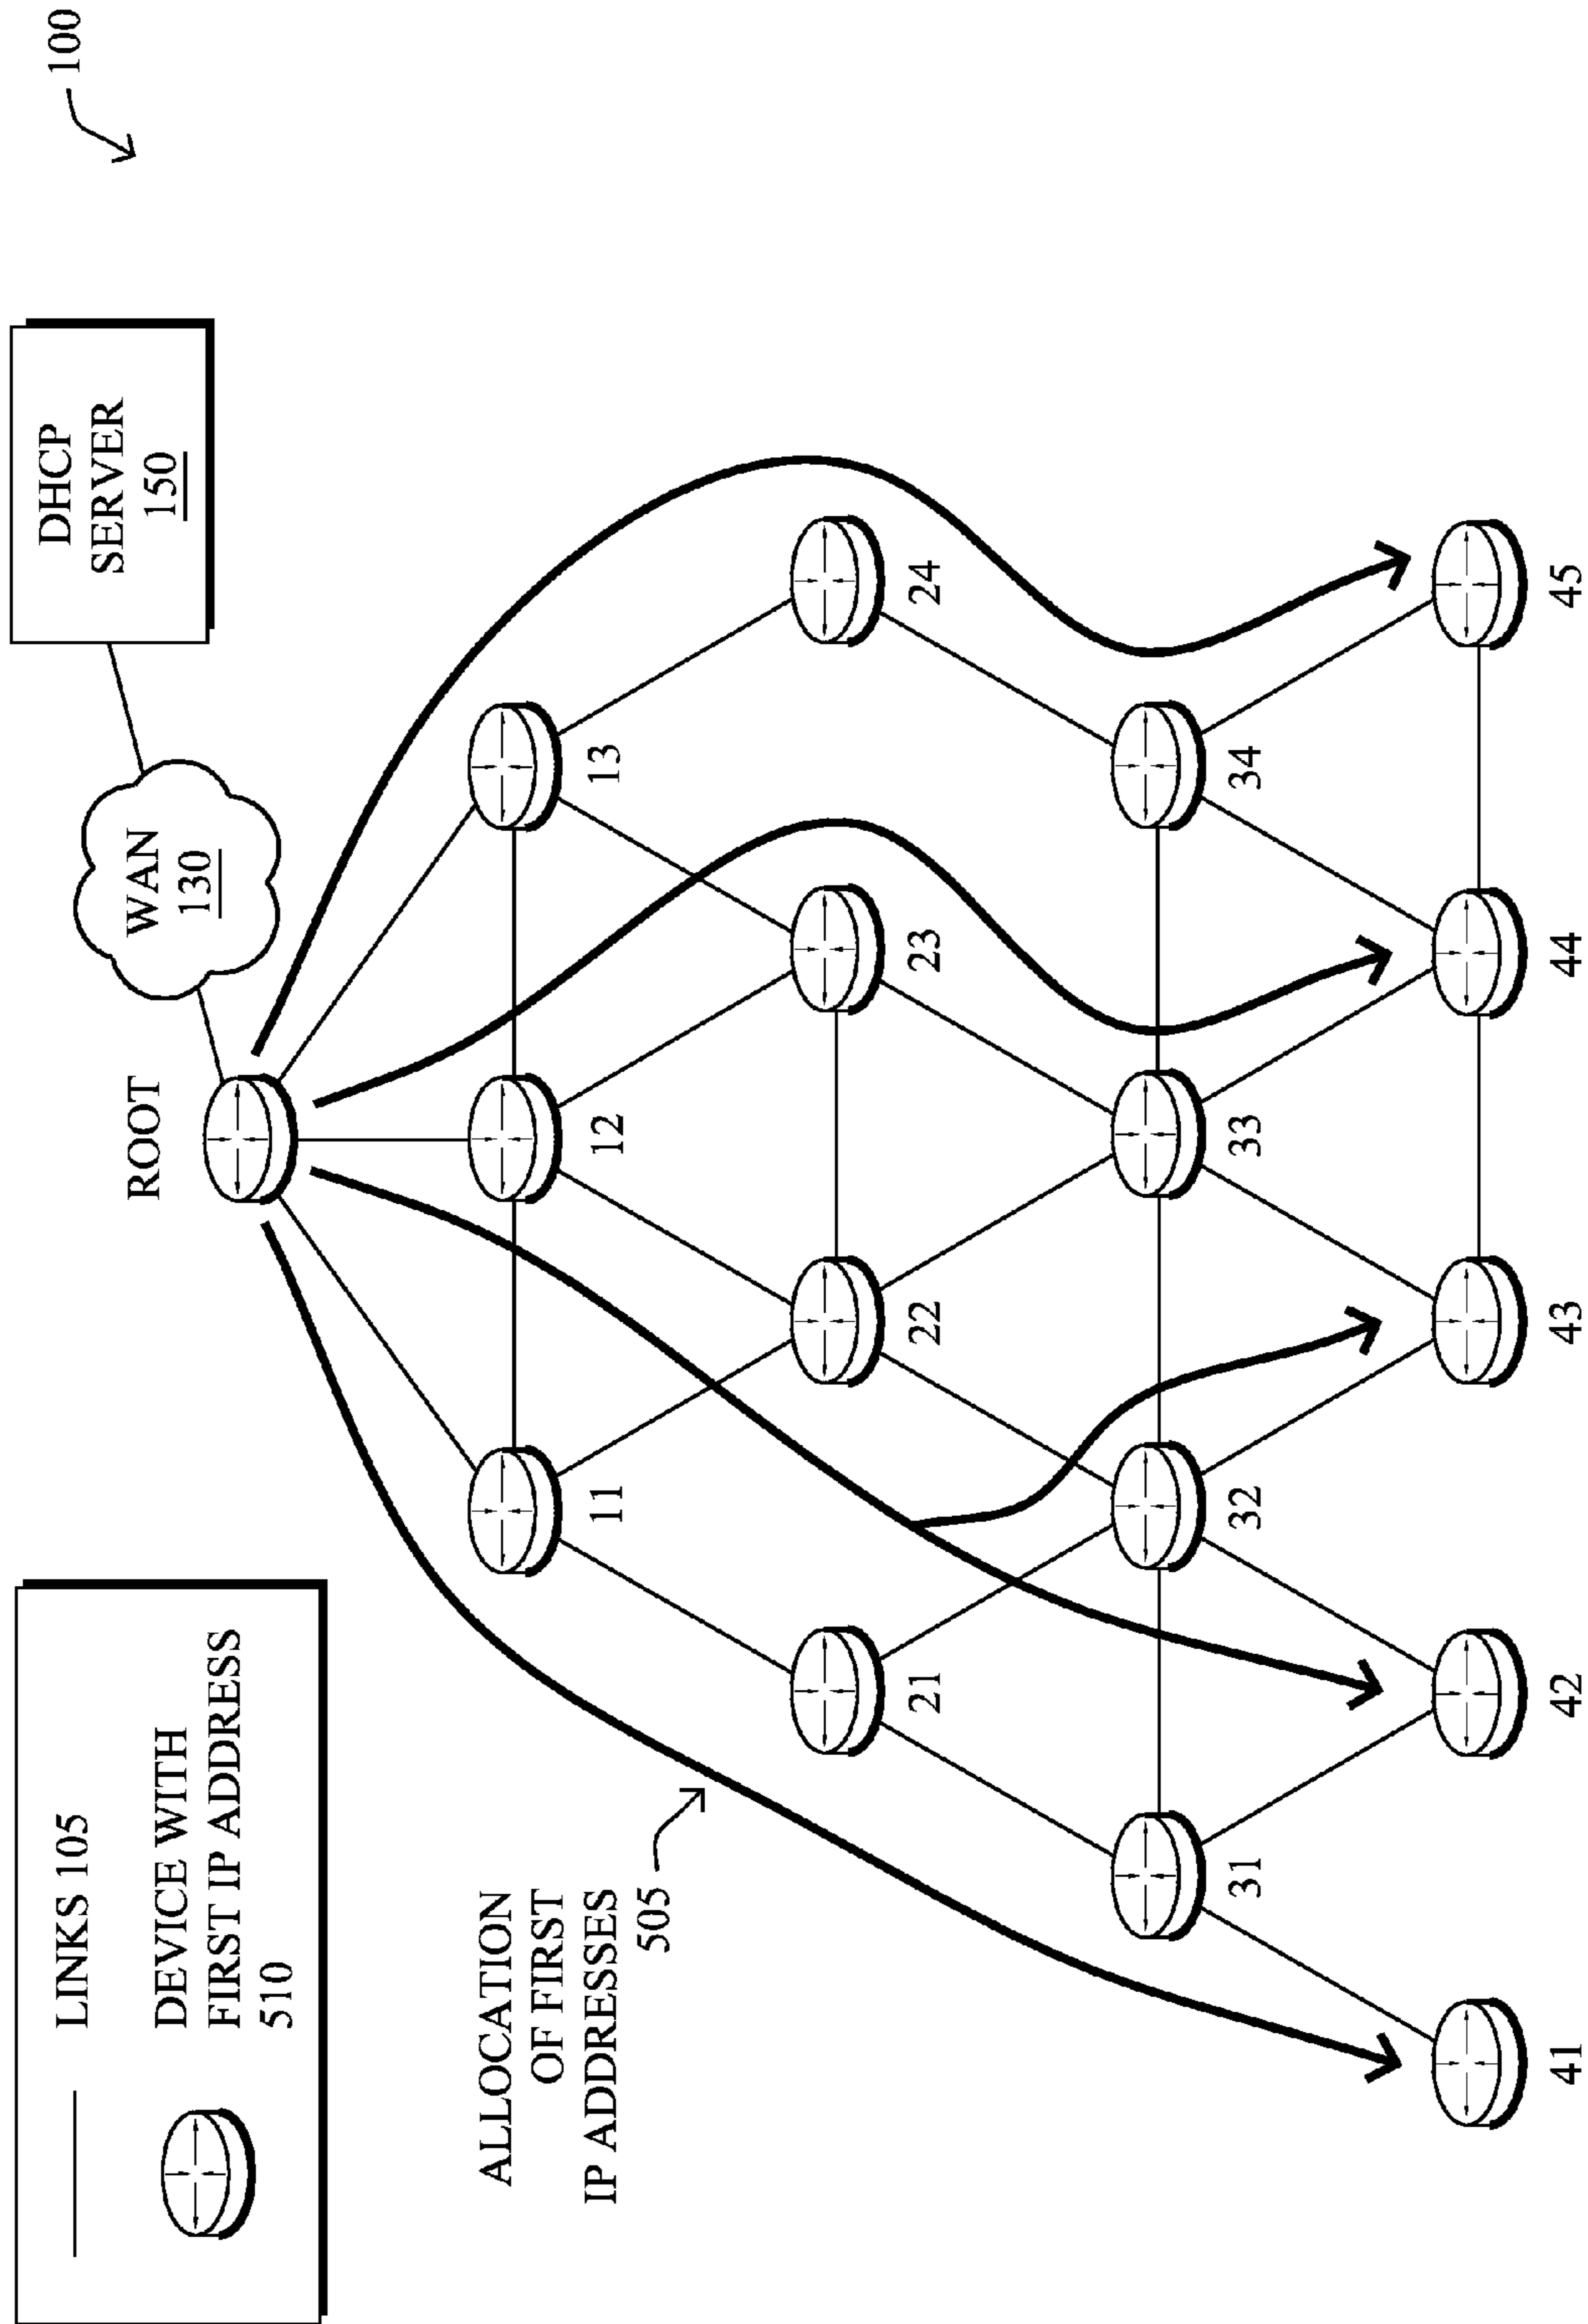 LINKS 105
DEVICE WITH
FIRST IP ADDRESS
510
DHCP
SERVER
150
100
WAN
130
ROOT
ALLOCATION
OF FIRST
IP ADDRESSES
505
11
12
13
21
22
23
24
31
32
33
34
41
42
43
44
45